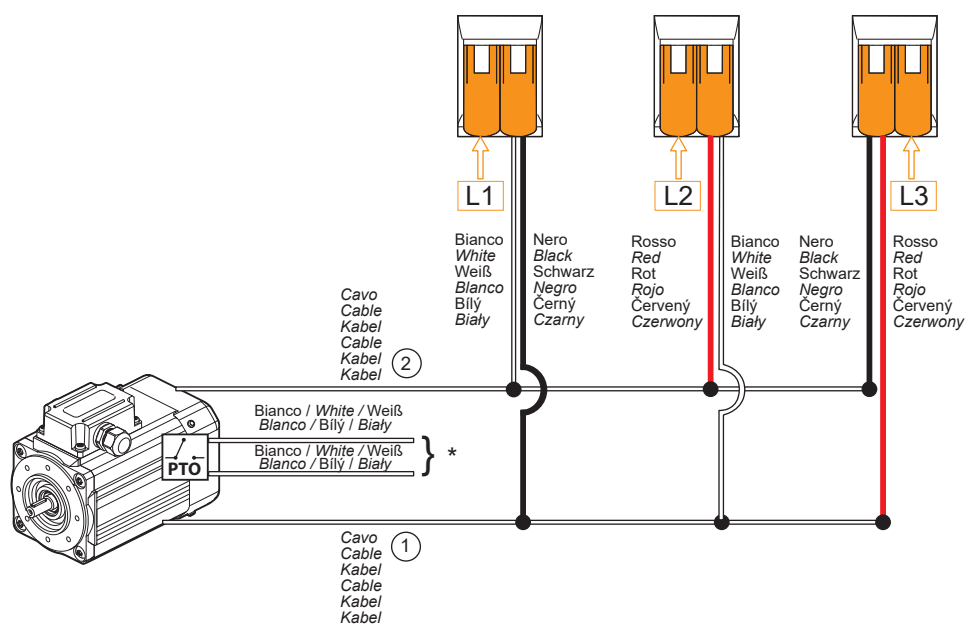 L1
L2
L3
Bianco
White
Weiß
Blanco
Bílý
Biały
Nero
Black
Schwarz
Negro
Černý
Czarny
Rosso
Red
Rot
Rojo
Červený
Czerwony
Bianco
White
Weiß
Blanco
Bílý
Biały
Nero
Black
Schwarz
Negro
Černý
Czarny
Rosso
Red
Rot
Rojo
Červený
Czerwony
Cavo
Cable
Kabel
Cable
Kabel
Kabel
2
Bianco / White / Weiß
Blanco / Bílý / Biały
Bianco / White / Weiß
Blanco / Bílý / Biały
} *
PTO
Cavo
Cable
Kabel
Cable
Kabel
Kabel
1